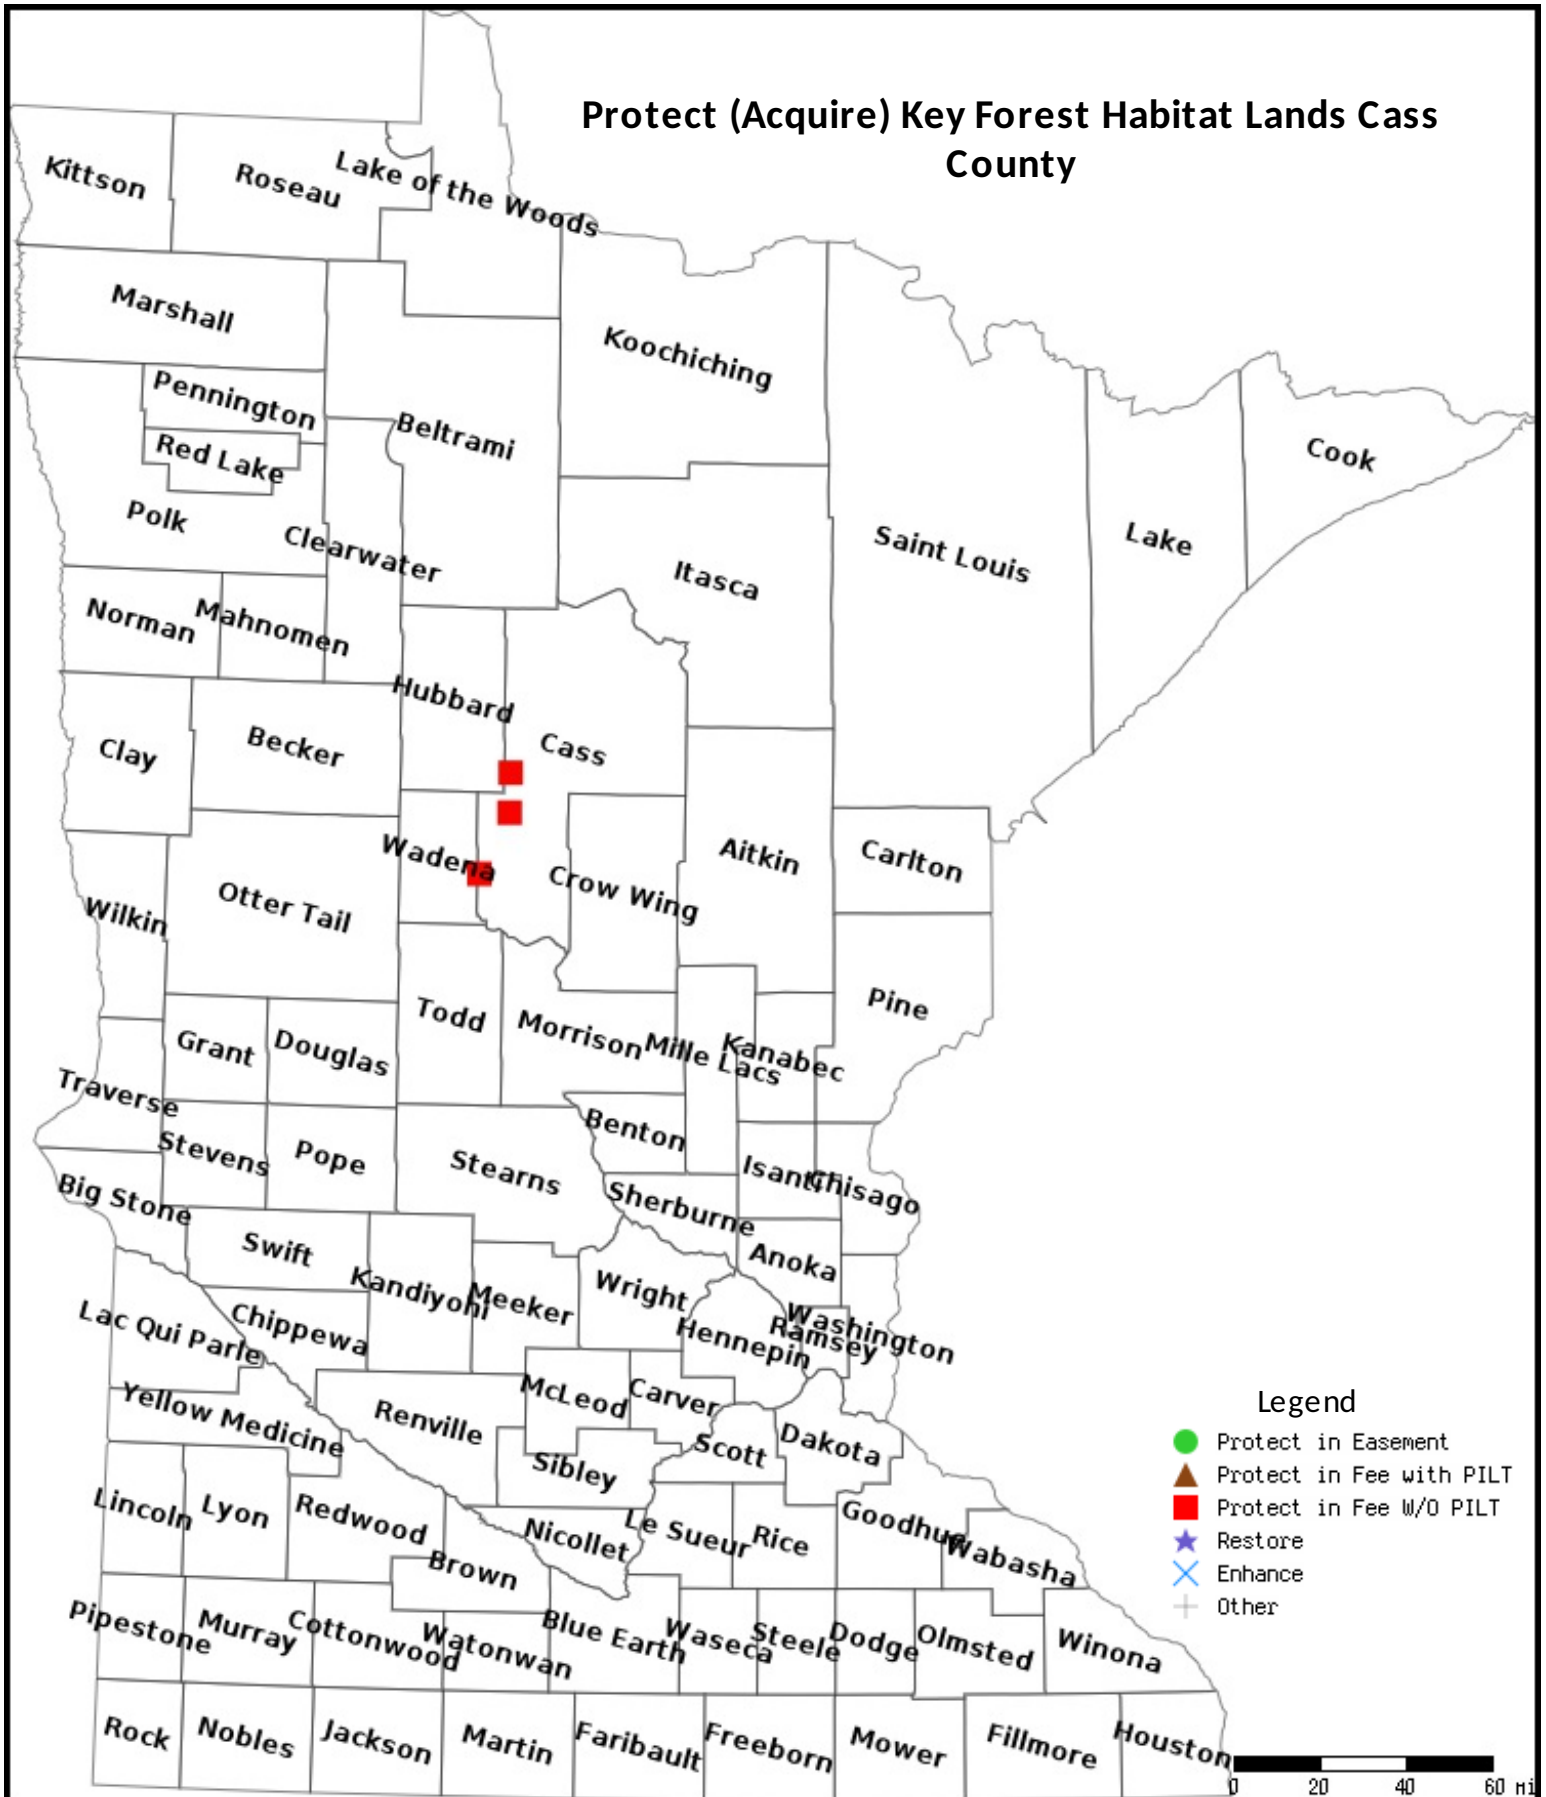 Protect (Acquire) Key Forest Habitat Lands Cass
County
Kittson
Roseau
Lake of the Woods
Marshall
Koochiching
Pennington
Beltrami
Red Lake
Cook
Polk
Clearwater
Saint Louis
Lake
Itasca
Norman
Mahnomen
Hubbard
Clay
Becker
Cass
Wadena
Aitkin
Carlton
Otter Tail
Crow Wing
Wilkin
Todd
Morrison
Pine
Grant
Douglas
Mille Lacs
Kanabec
Traverse
Stevens
Pope
Stearns
Benton
Isanti
Chisago
Big Stone
Sherburne
Swift
Anoka
Kandiyohi
Meeker
Wright
Lac Qui Parle
Chippewa
Hennepin
Ramsey
Washington
Yellow Medicine
Renville
McLeod
Carver
Scott
Dakota
Sibley
Lincoln
Lyon
Redwood
Nicollet
Le Sueur
Rice
Goodhue
Wabasha
Brown
Pipestone
Murray
Cottonwood
Watonwan
Blue Earth
Waseca
Steele
Dodge
Olmsted
Winona
Rock
Nobles
Jackson
Martin
Faribault
Freeborn
Mower
Fillmore
Houston
Legend
Protect in Easement
Protect in Fee with PILT
Protect in Fee W/O PILT
Restore
Enhance
Other
0 20 40 60 mi